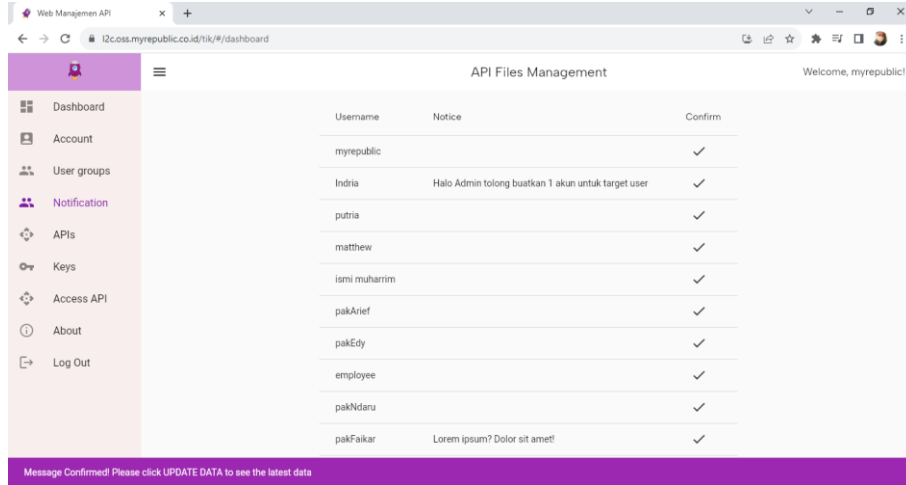 Web Manajemen API
l2c.oss.myrepublic.co.id/tik/#/dashboard
API Files Management
Welcome, myrepublic!
Dashboard
Account
User groups
Notification
APIs
Keys
Access API
About
Log Out
Username Notice Confirm
myrepublic
Indria Halo Admin tolong buatkan 1 akun untuk target user
putria
matthew
ismi muharrim
pakArief
pakEdy
employee
pakNdaru
pakFaikar Lorem ipsum? Dolor sit amet!
Message Confirmed! Please click UPDATE DATA to see the latest data